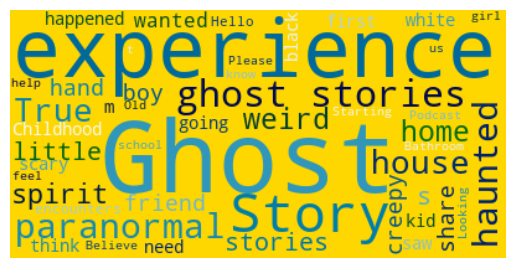 happened wanted Hello black first white girl
experience us
t Please know
help hand boy Old ghost stories
True m going weird Starting Podcast home
Childhood little school Ghost house Bathroom haunted
scary feel
spirit encounters friend Story creepy s kid share Looking
paranormal saw
think Believe need stories